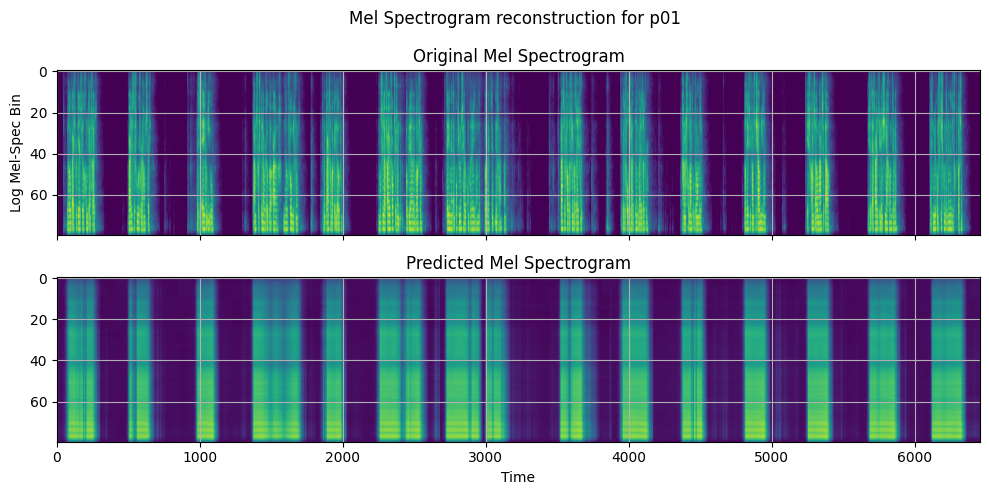 Mel Spectrogram reconstruction for p01
Original Mel Spectrogram
0
20
40
60
Log Mel-Spec Bin
Predicted Mel Spectrogram
0
20
40
60
0 1000 2000 3000 4000 5000 6000
Time